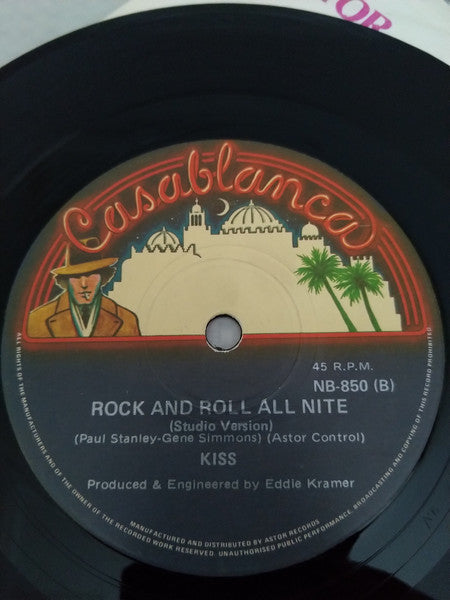 TOR
Casablanca
45 R.P.M.
NB-850 (B)
ROCK AND ROLL ALL NITE
(Studio Version)
(Paul Stanley-Gene Simmons) (Astor Control)
KISS
Produced & Engineered by Eddie Kramer
MANUFACTURED AND DISTRIBUTED BY ASTOR RECORDS
ALL RIGHTS OF THE MANUFACTURERS AND OF THE OWNER OF THE RECORDED WORK RESERVED. UNAUTHORISED PUBLIC PERFORMANCE, BROADCASTING AND COPYING OF THIS RECORD PROHIBITED